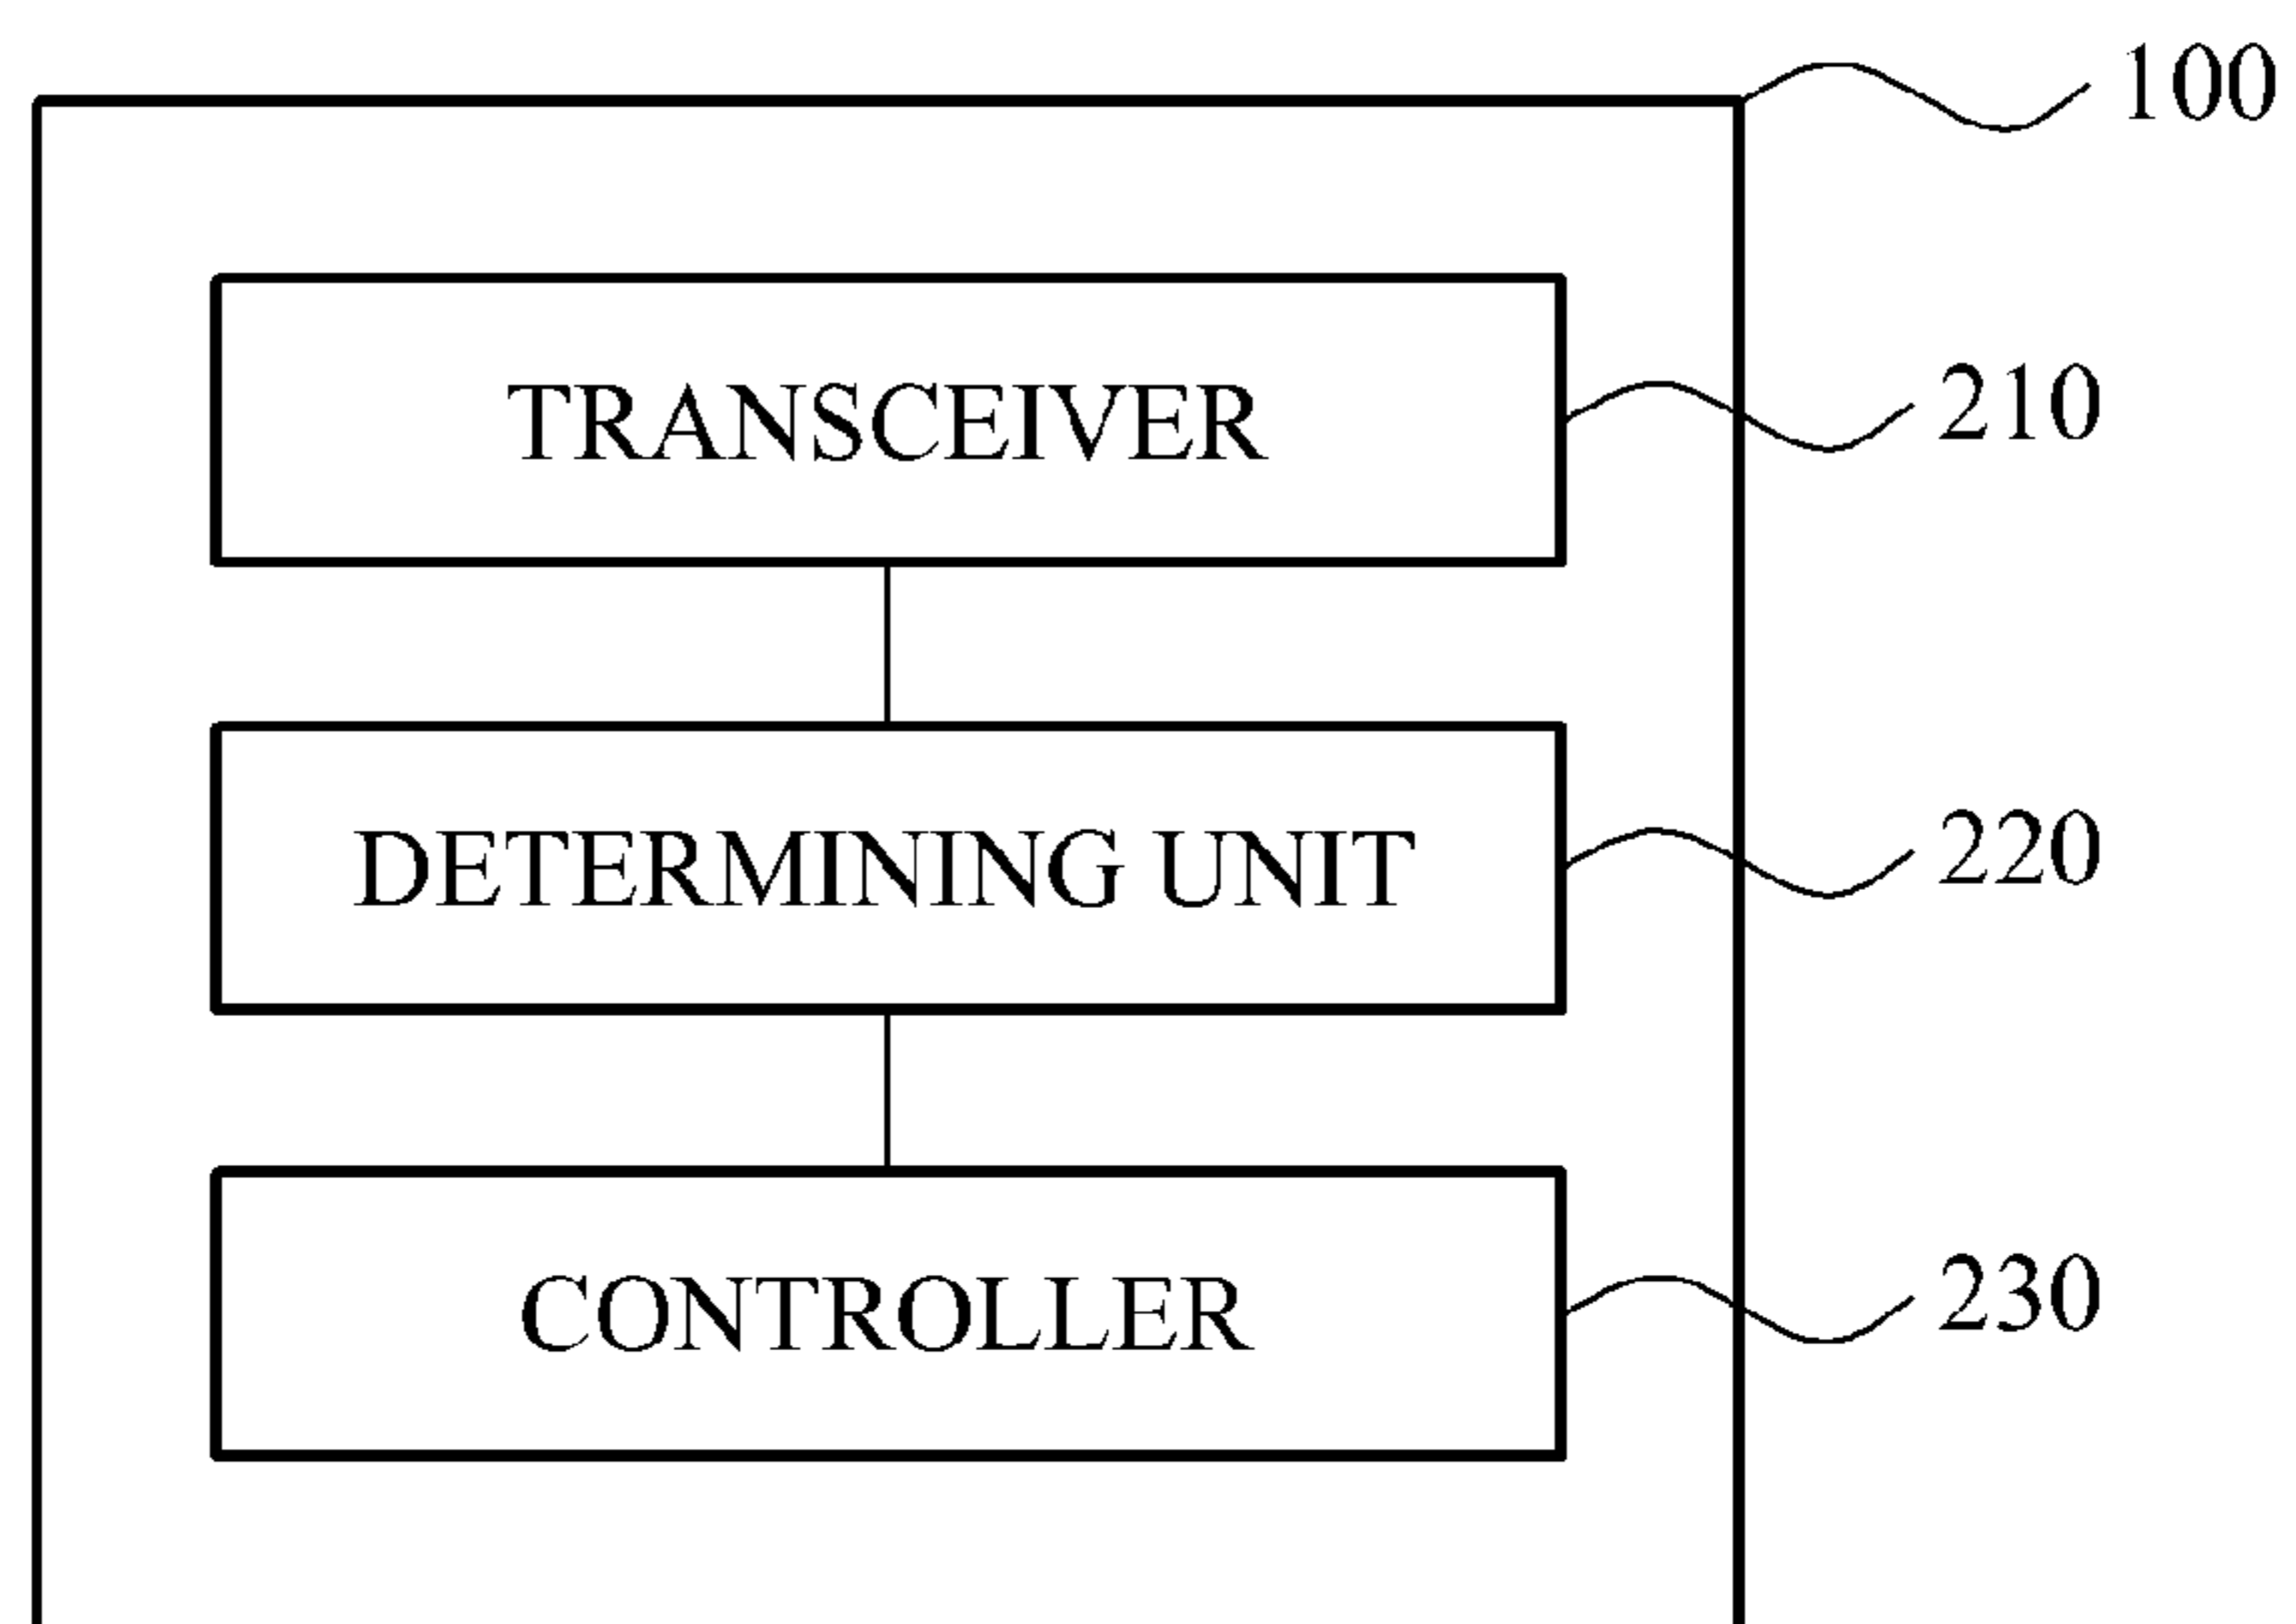 100
TRANSCEIVER
210
DETERMINING UNIT
220
CONTROLLER
230